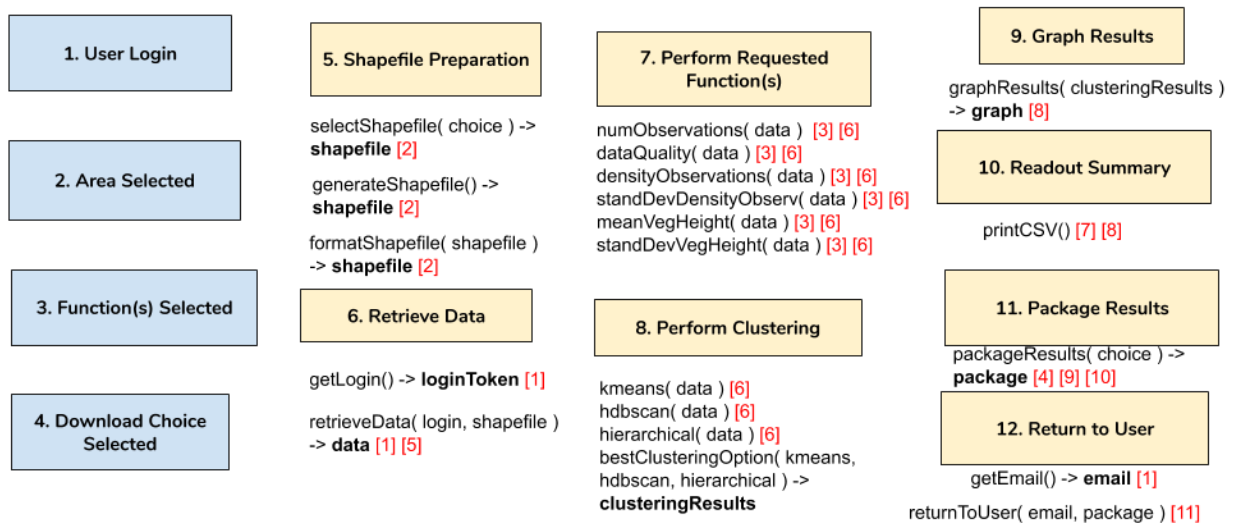 1. User Login
2. Area Selected
3. Function(s) Selected
4. Download Choice
Selected
5. Shapefile Preparation
selectShapefile( choice ) ->
shapefile [2]
generateShapefile() ->
shapefile [2]
formatShapefile( shapefile )
-> shapefile [2]
6. Retrieve Data
getLogin() -> loginToken [1]
retrieveData( login, shapefile )
-> data [1] [5]
7. Perform Requested
Function(s)
numObservations( data ) [3] [6]
dataQuality( data ) [3] [6]
densityObservations( data ) [3] [6]
standDevDensityObserv( data ) [3] [6]
meanVegHeight( data ) [3] [6]
standDevVegHeight( data ) [3] [6]
8. Perform Clustering
kmeans( data ) [6]
hdbscan( data ) [6]
hierarchical( data ) [6]
bestClusteringOption( kmeans,
hdbscan, hierarchical ) ->
clusteringResults
9. Graph Results
graphResults( clusteringResults )
-> graph [8]
10. Readout Summary
printCSV() [7] [8]
11. Package Results
packageResults( choice ) ->
package [4] [9] [10]
12. Return to User
getEmail() -> email [1]
returnToUser( email, package ) [11]